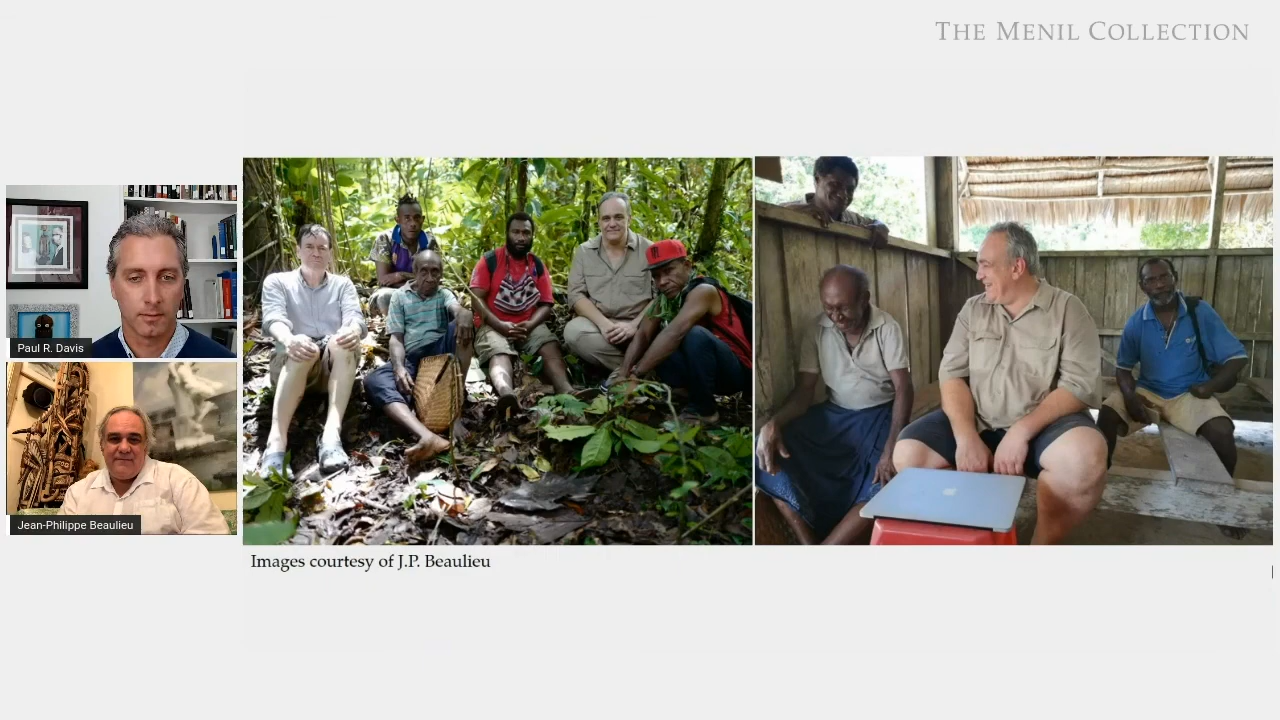 THE MENIL COLLECTION
Paul R. Davis
Jean-Philippe Beaulieu
Images courtesy of J.P. Beaulieu